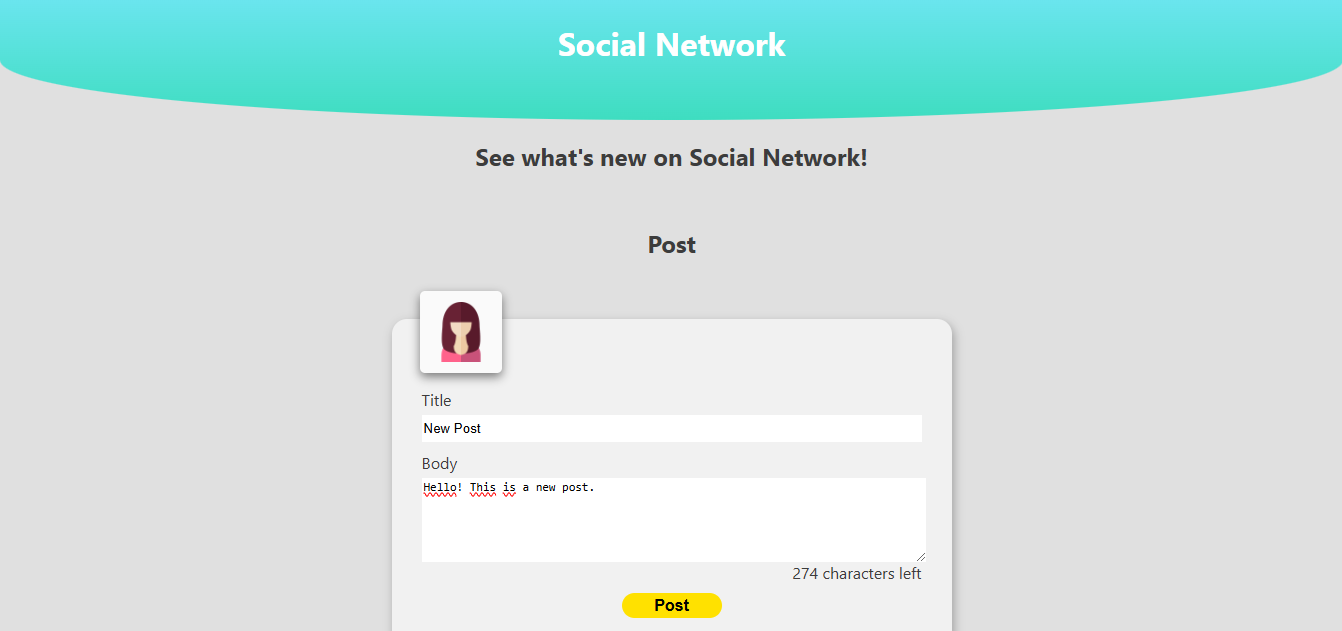 Social Network
See what's new on Social Network!
Post
Title
New Post
Body
Hello! This is a new post.
274 characters left
Post